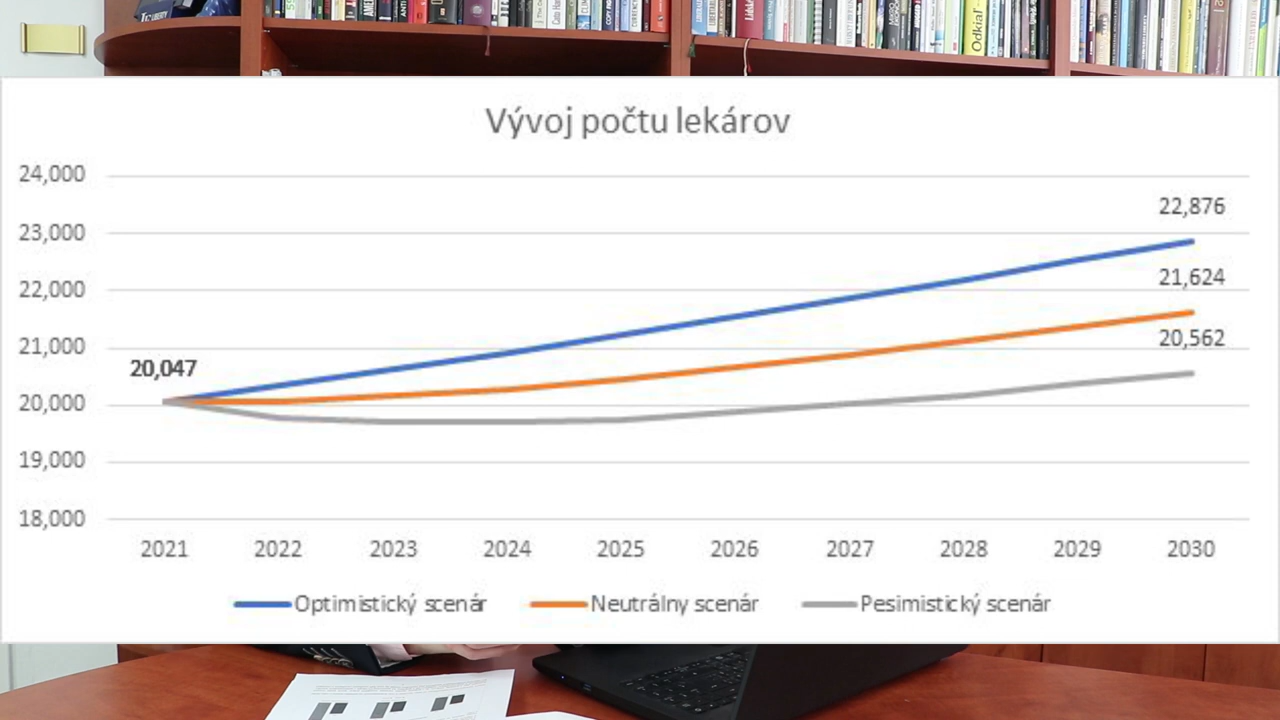 Odkiaľ
Vývoj počtu lekárov
24,000
23,000
22,000
21,000
20,000
19,000
18,000
22,876
21,624
20,562
20,047
2021 2022 2023 2024 2025 2026 2027 2028 2029 2030
Optimistický scenár Neutrálny scenár Pesimistický scenár